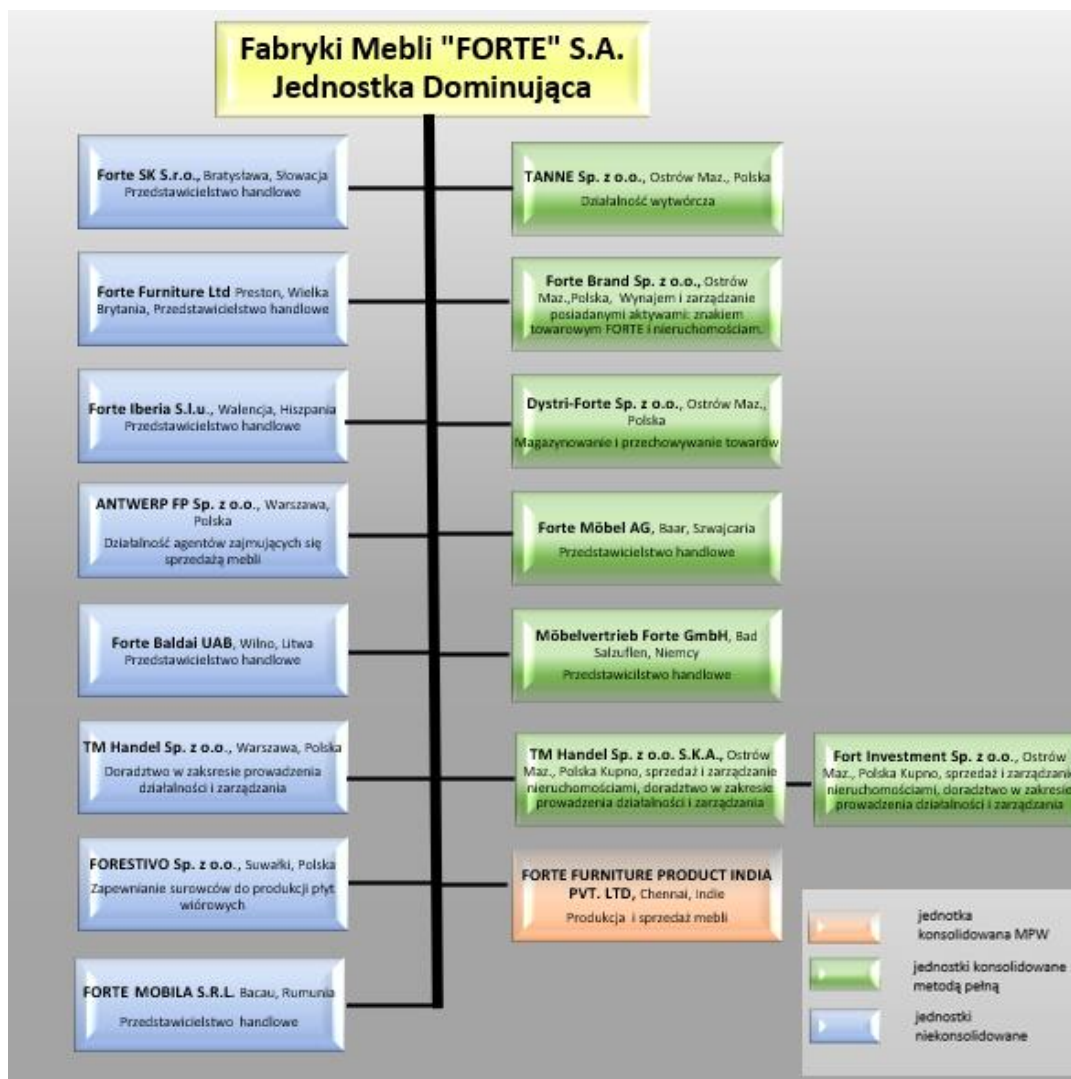 Fabryki Mebli "FORTE" S.A.
Jednostka Dominująca
Forte SK S.r.o., Bratysława, Słowacja
Przedstawicielstwo handlowe
TANNE Sp. z o.o., Ostrów Maz., Polska
Działalność wytwórcza
Forte Furniture Ltd Preston, Wielka
Brytania, Przedstawicielstwo handlowe
Forte Brand Sp. z o.o., Ostrów
Maz.,Polska, Wynajem i zarządzanie
posiadanymi aktywami: znakiem
towarowym FORTE i nieruchomościam.
Forte Iberia S.l.u., Walencja, Hiszpania
Przedstawicielstwo handlowe
Dystri-Forte Sp. z o.o., Ostrów Maz.,
Polska
Magazynowanie i przechowywanie towarów
ANTWERP FP Sp. z o.o., Warszawa,
Polska
Działalność agentów zajmujących się
sprzedażą mebli
Forte Möbel AG, Baar, Szwajcaria
Przedstawicielstwo handlowe
Forte Baldai UAB, Wilno, Litwa
Przedstawicielstwo handlowe
Möbelvertrieb Forte GmbH, Bad
Salzuflen, Niemcy
Przedstawicilstwo handlowe
TM Handel Sp. z o.o., Warszawa, Polska
Doradztwo w zaksresie prowadzenia
działalności i zarządzania
TM Handel Sp. z o.o. S.K.A., Ostrów
Maz., Polska Kupno, sprzedaż i zarządzanie
nieruchomościami, doradztwo w zakresie
prowadzenia działalności i zarządzania
Fort Investment Sp. z o.o., Ostrów
Maz., Polska Kupno, sprzedaż i zarządzanie
nieruchomościami, doradztwo w zakresie
prowadzenia działalności i zarządzania
FORESTIVO Sp. z o.o., Suwałki, Polska
Zapewnianie surowców do produkcji płyt
wiórowych
FORTE FURNITURE PRODUCT INDIA
PVT. LTD, Chennai, Indie
Produkcja i sprzedaż mebli
FORTE MOBILA S.R.L. Bacau, Rumunia
Przedstawicielstwo handlowe
jednotka
konsolidowana MPW
jednostki konsolidowane
metodą pełną
jednostki
niekonsolidowane